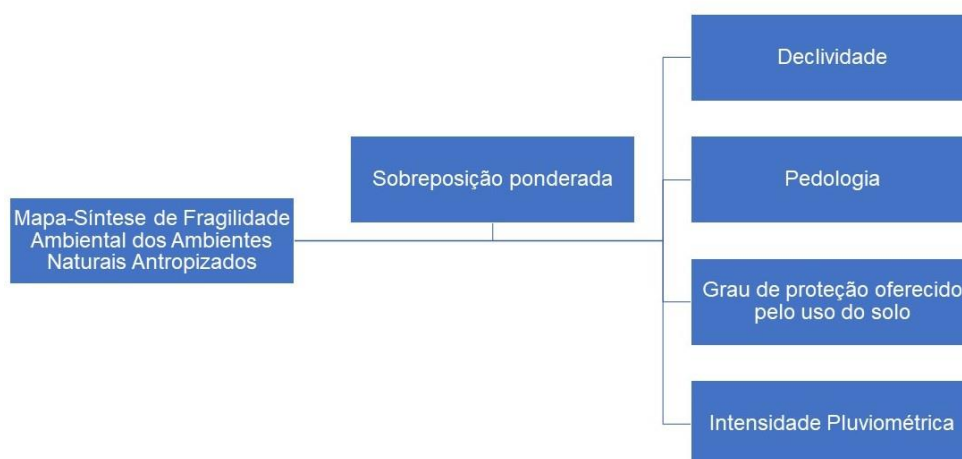 Declividade
Sobreposição ponderada
Pedologia
Mapa-Síntese de Fragilidade
Ambiental dos Ambientes
Naturais Antropizados
Grau de proteção oferecido
pelo uso do solo
Intensidade Pluviométrica